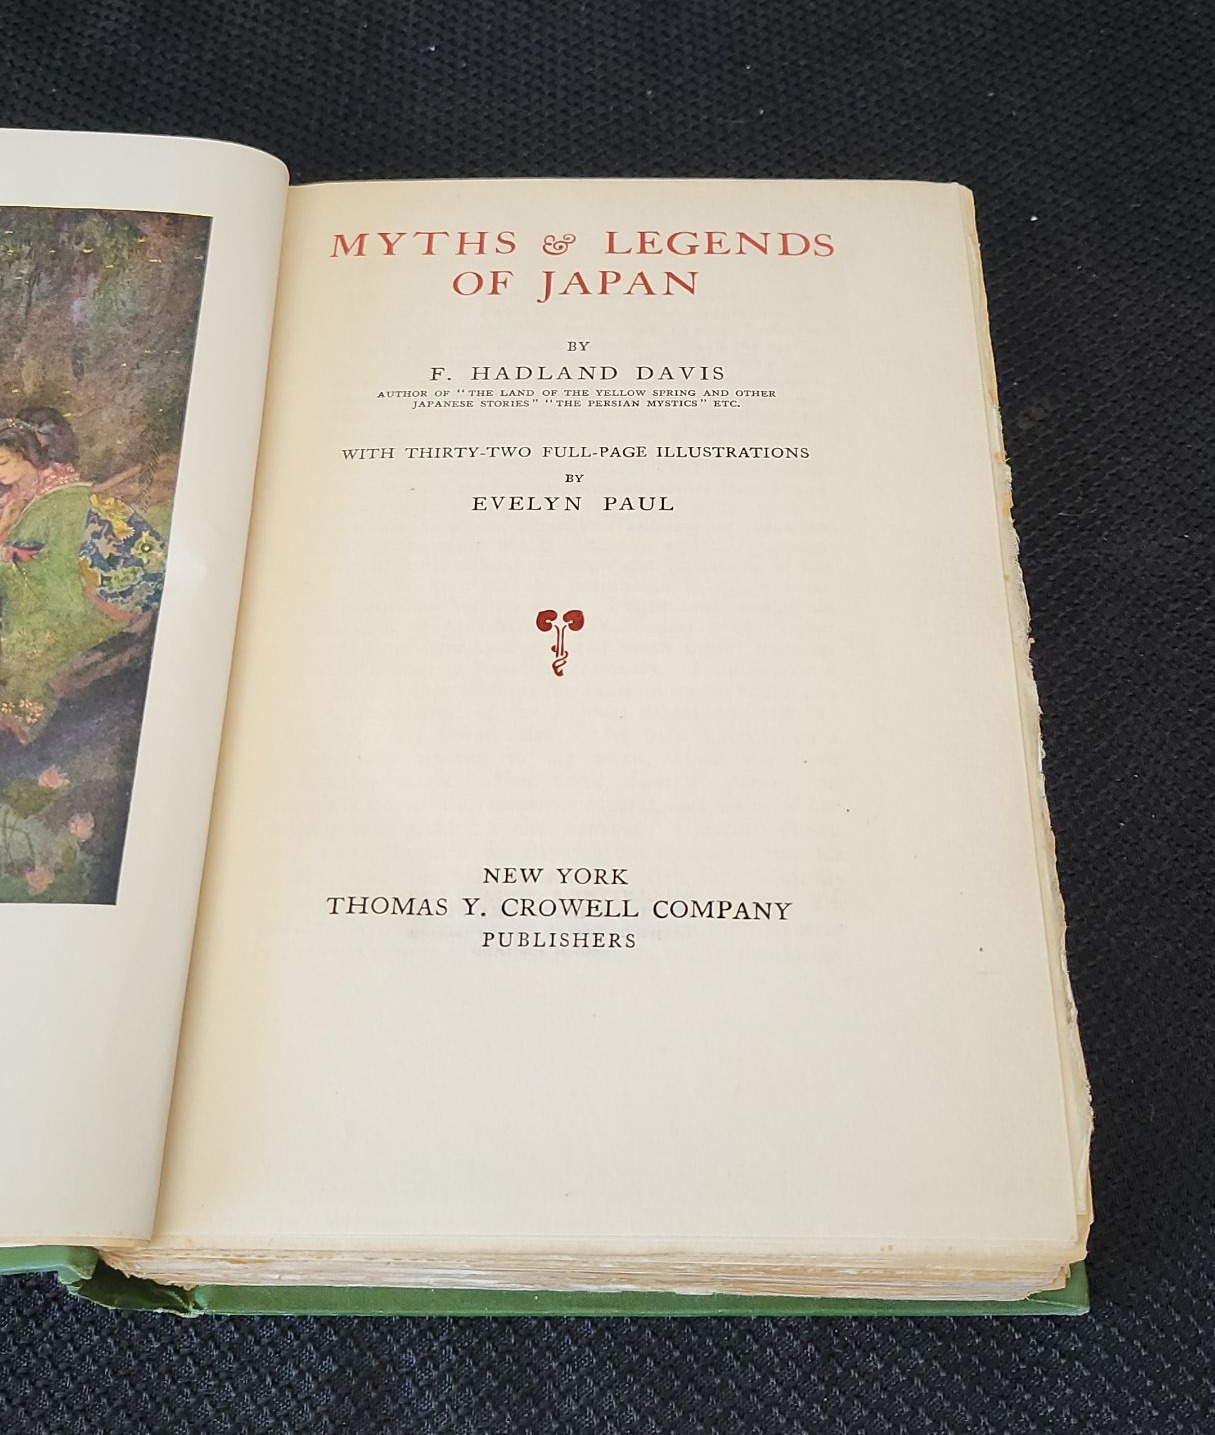 MYTHS & LEGENDS
OF JAPAN
BY
F. HADLAND DAVIS
AUTHOR OF "THE LAND OF THE YELLOW SPRING AND OTHER
JAPANESE STORIES" "THE PERSIAN MYSTICS" ETC.
WITH THIRTY-TWO FULL-PAGE ILLUSTRATIONS
BY
EVELYN PAUL
NEW YORK
THOMAS Y. CROWELL COMPANY
PUBLISHERS